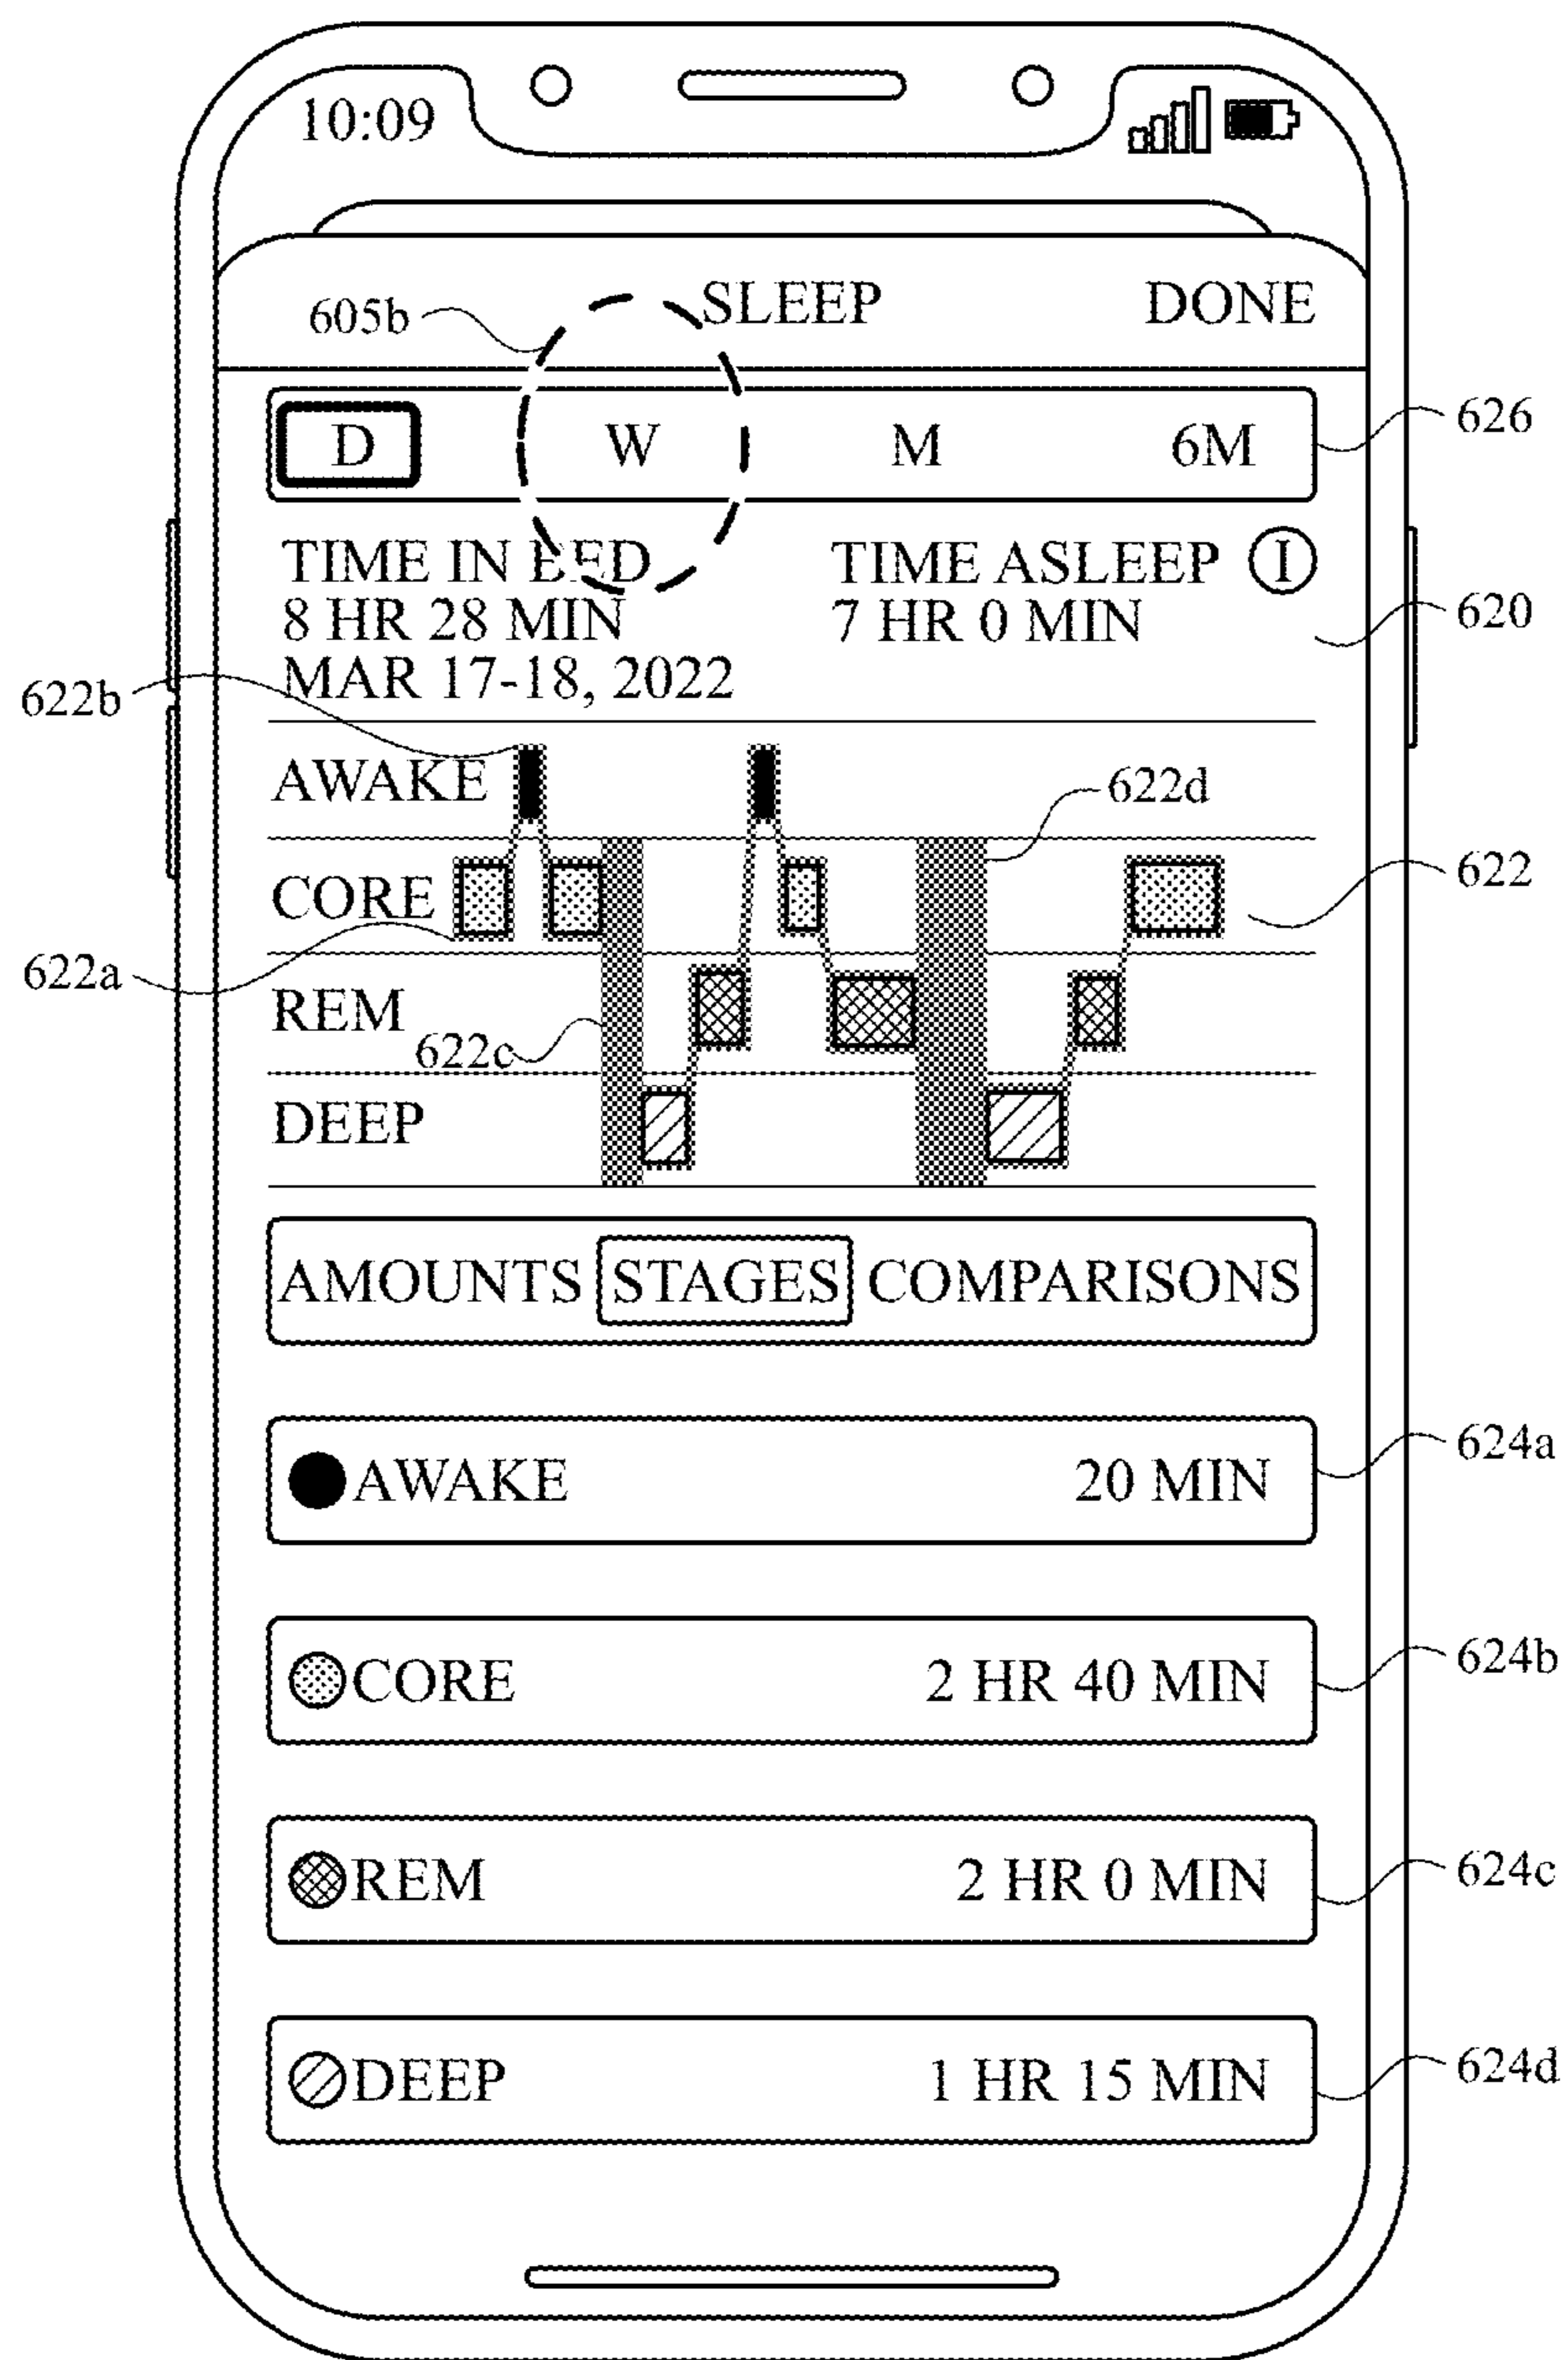 10:09
605b
SLEEP DONE
D W M 6M
626
TIME IN BED TIME ASLEEP I
8 HR 28 MIN 7 HR 0 MIN
620
MAR 17-18, 2022
622b
AWAKE
622d
CORE
622
622a
REM
622c
DEEP
AMOUNTS STAGES COMPARISONS
AWAKE 20 MIN
624a
CORE 2 HR 40 MIN
624b
REM 2 HR 0 MIN
624c
DEEP 1 HR 15 MIN
624d